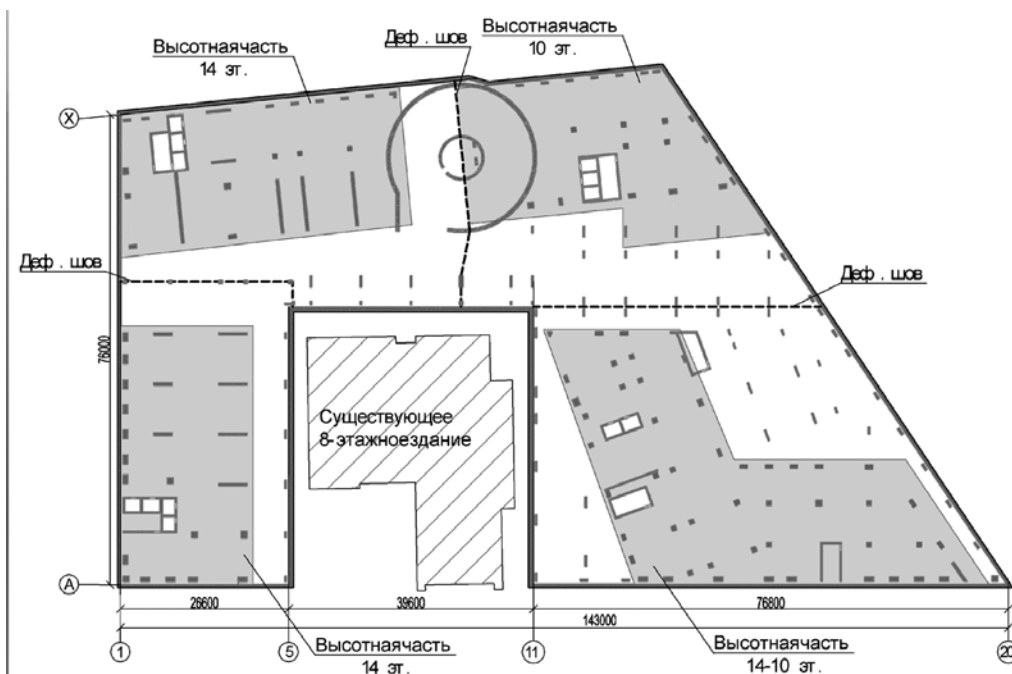 Деф . шов
Высотнаячасть
14 эт.
Высотнаячасть
10 эт.
X
Деф . шов
Деф . шов
76000
Существующее
8-этажноездание
А
26600
39600
76800
143000
1
5
11
20
Высотнаячасть
14 эт.
Высотнаячасть
14-10 эт.